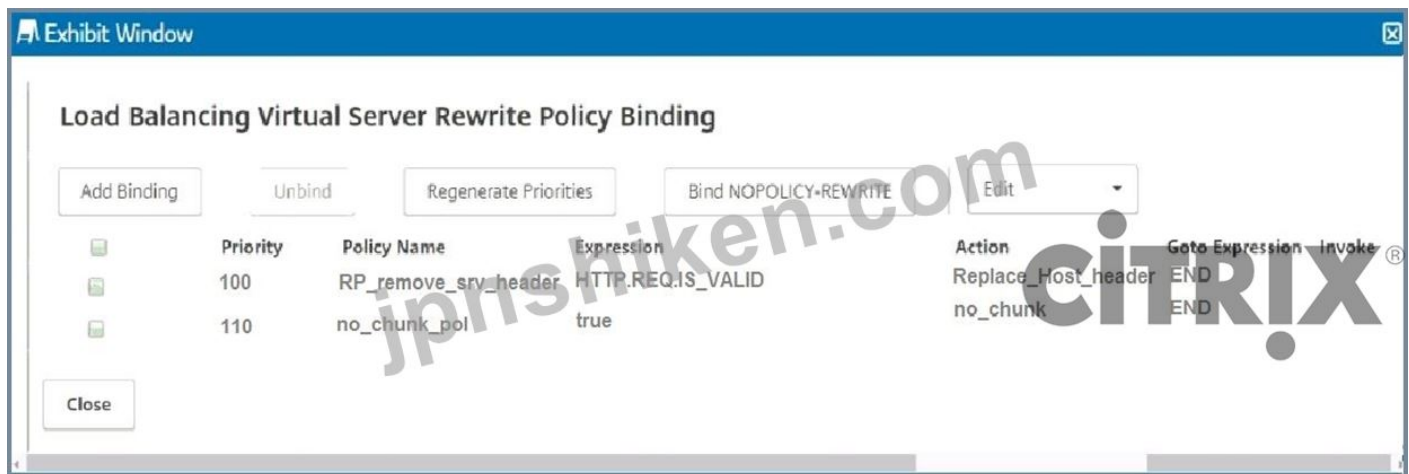 Exhibit Window
Load Balancing Virtual Server Rewrite Policy Binding
Add Binding Unbind Regenerate Priorities Bind NOPOLICY-REWRITE Edit
Priority Policy Name Expression Action Goto Expression Invoke
100 RP_remove_srv_header HTTP.REQ.IS_VALID Replace_Host_header END
110 no_chunk_pol true no_chunk END
Close
jpnshiken.com
CiTRIX®